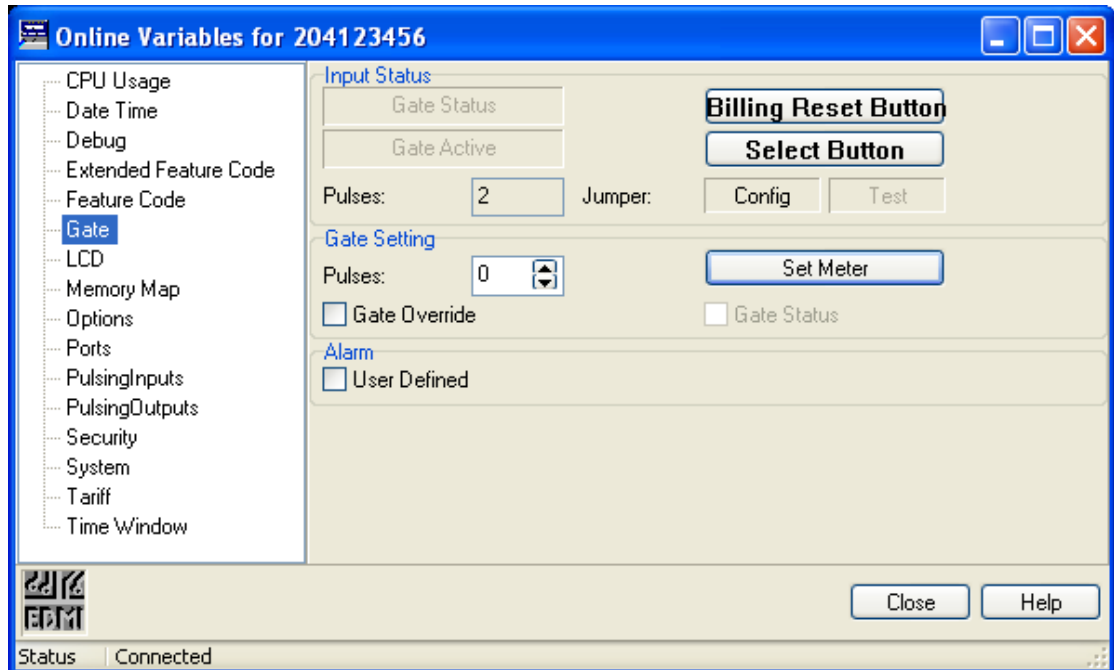 Online Variables for 204123456
CPU Usage
Date Time
Debug
Extended Feature Code
Feature Code
Gate
LCD
Memory Map
Options
Ports
PulsingInputs
PulsingOutputs
Security
System
Tariff
Time Window
Input Status
Gate Status
Billing Reset Button
Gate Active
Select Button
Pulses: 2 Jumper: Config Test
Gate Setting
Pulses: 0 Set Meter
Gate Override Gate Status
Alarm
User Defined
EDMI
Close Help
Status Connected